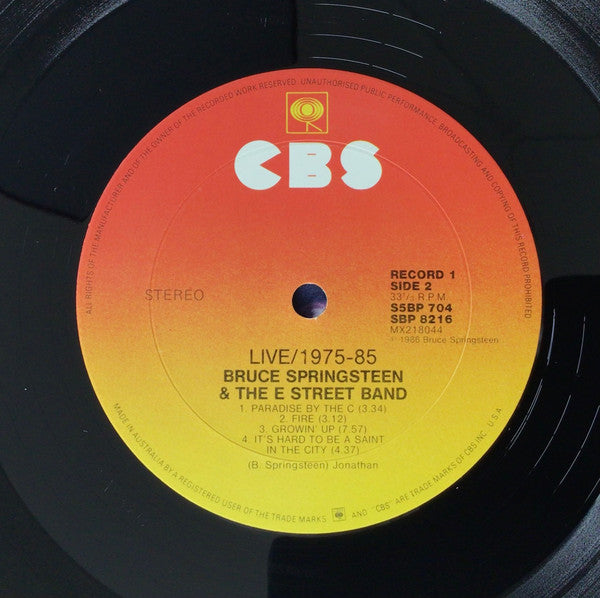 ALL RIGHTS OF THE MANUFACTURER AND OF THE OWNER OF THE RECORDED WORK RESERVED. UNAUTHORISED PUBLIC PERFORMANCE, BROADCASTING AND COPYING OF THIS RECORD PROHIBITED
CBS
STEREO
RECORD 1
SIDE 2
33⅓ R.P.M.
S5BP 704
SBP 8216
MX218044
℗ 1986 Bruce Springsteen
LIVE/1975-85
BRUCE SPRINGSTEEN
& THE E STREET BAND
1. PARADISE BY THE C (3.34)
2. FIRE (3.12)
3. GROWIN' UP (7.57)
4. IT'S HARD TO BE A SAINT
IN THE CITY (4.37)
(B. Springsteen) Jonathan
MADE IN AUSTRALIA BY A REGISTERED USER OF THE TRADE MARKS AND "CBS" ARE TRADE MARKS OF CBS INC. U.S.A.